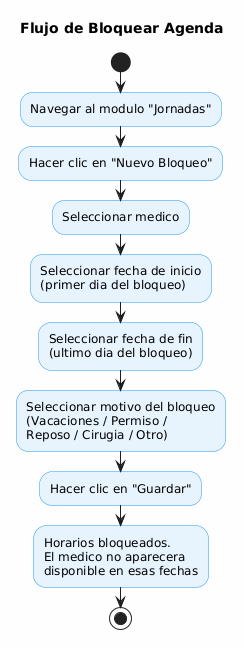 Flujo de Bloquear Agenda
Navegar al modulo "Jornadas"
Hacer clic en "Nuevo Bloqueo"
Seleccionar medico
Seleccionar fecha de inicio
(primer dia del bloqueo)
Seleccionar fecha de fin
(ultimo dia del bloqueo)
Seleccionar motivo del bloqueo
(Vacaciones / Permiso /
Reposo / Cirugia / Otro)
Hacer clic en "Guardar"
Horarios bloqueados.
El medico no aparecera
disponible en esas fechas